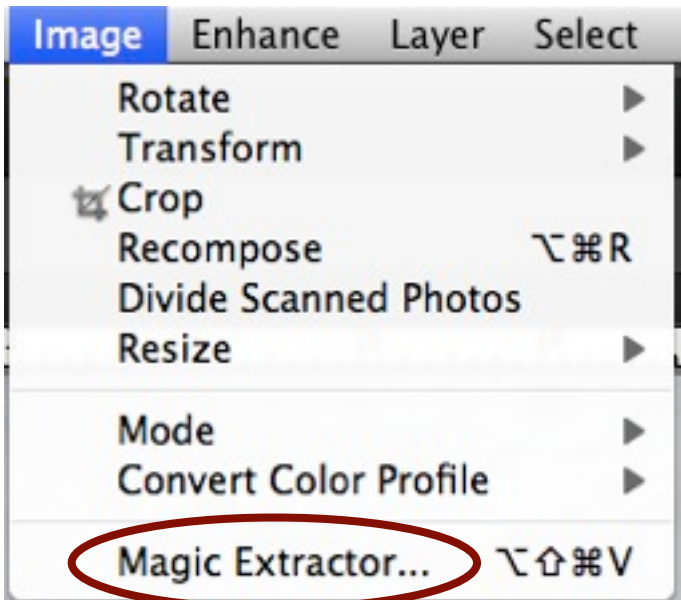 Image Enhance Layer Select
Rotate
Transform
Crop
Recompose ⌥⌘R
Divide Scanned Photos
Resize
Mode
Convert Color Profile
Magic Extractor... ⌥⇧⌘V